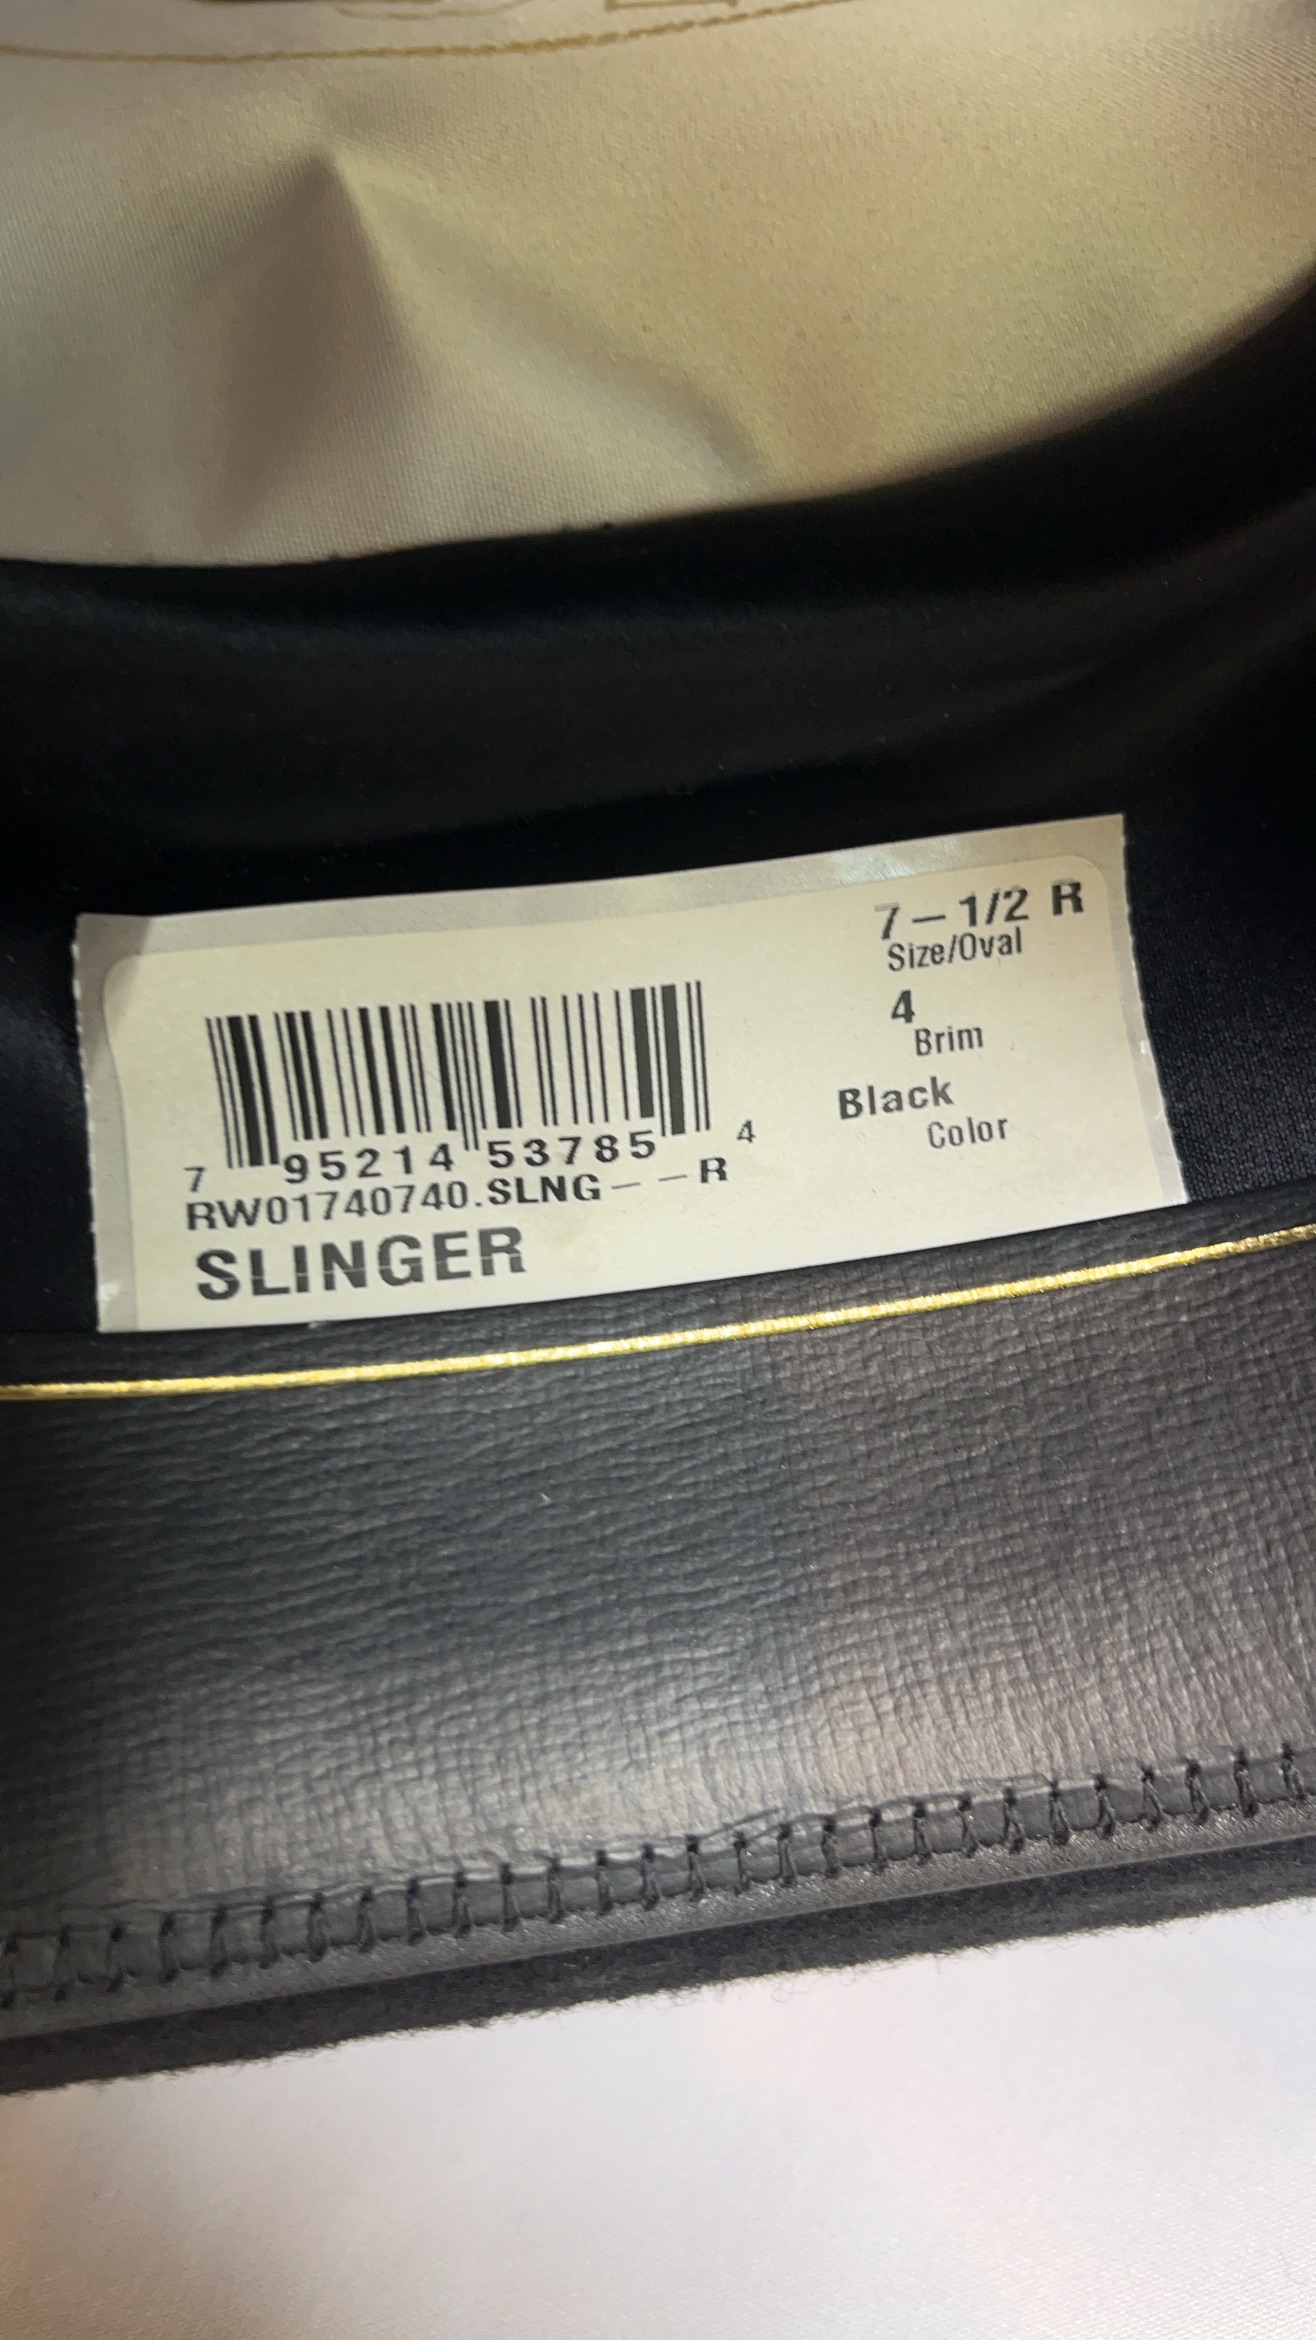 7-1/2 R
Size/Oval
4
Brim
Black
Color
7 95214 53785 4
RW01740740.SLNG--R
SLINGER